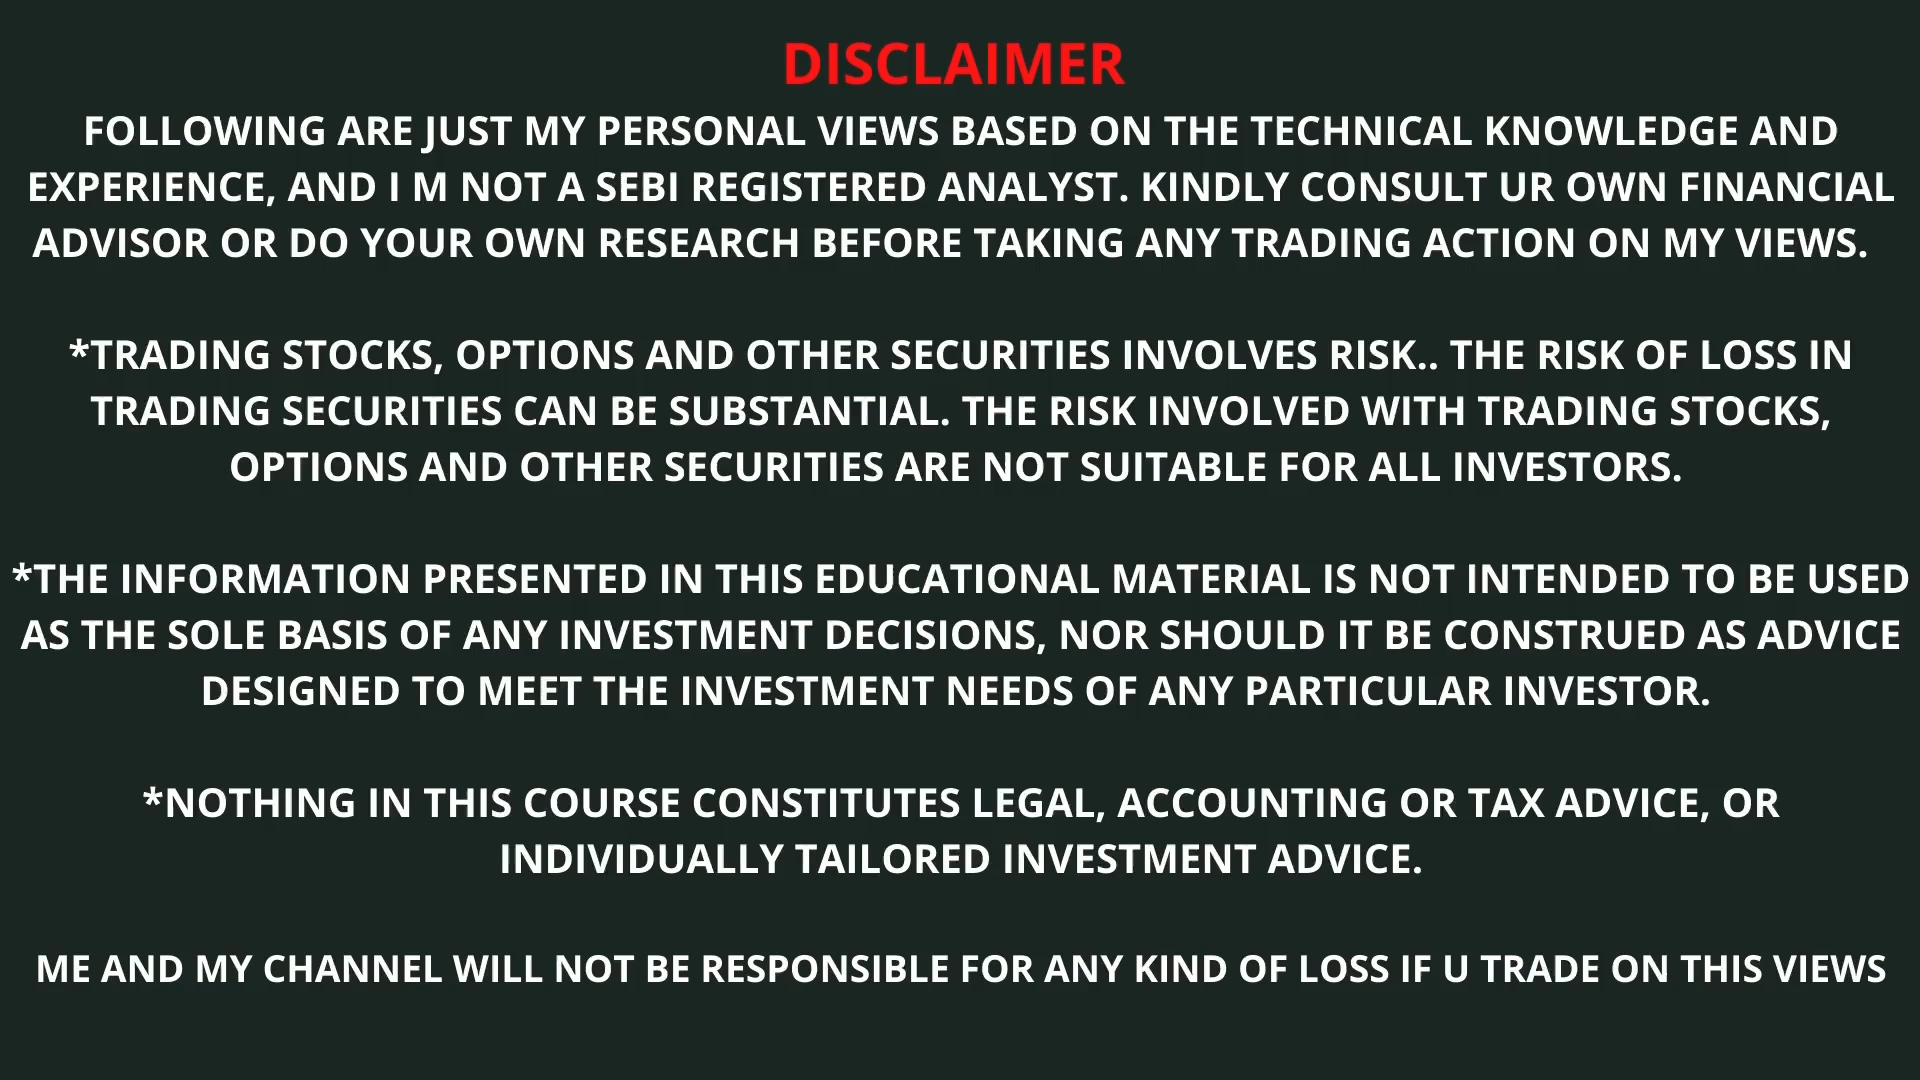 DISCLAIMER
FOLLOWING ARE JUST MY PERSONAL VIEWS BASED ON THE TECHNICAL KNOWLEDGE AND
EXPERIENCE, AND I M NOT A SEBI REGISTERED ANALYST. KINDLY CONSULT UR OWN FINANCIAL
ADVISOR OR DO YOUR OWN RESEARCH BEFORE TAKING ANY TRADING ACTION ON MY VIEWS.
*TRADING STOCKS, OPTIONS AND OTHER SECURITIES INVOLVES RISK.. THE RISK OF LOSS IN
TRADING SECURITIES CAN BE SUBSTANTIAL. THE RISK INVOLVED WITH TRADING STOCKS,
OPTIONS AND OTHER SECURITIES ARE NOT SUITABLE FOR ALL INVESTORS.
*THE INFORMATION PRESENTED IN THIS EDUCATIONAL MATERIAL IS NOT INTENDED TO BE USED
AS THE SOLE BASIS OF ANY INVESTMENT DECISIONS, NOR SHOULD IT BE CONSTRUED AS ADVICE
DESIGNED TO MEET THE INVESTMENT NEEDS OF ANY PARTICULAR INVESTOR.
*NOTHING IN THIS COURSE CONSTITUTES LEGAL, ACCOUNTING OR TAX ADVICE, OR
INDIVIDUALLY TAILORED INVESTMENT ADVICE.
ME AND MY CHANNEL WILL NOT BE RESPONSIBLE FOR ANY KIND OF LOSS IF U TRADE ON THIS VIEWS